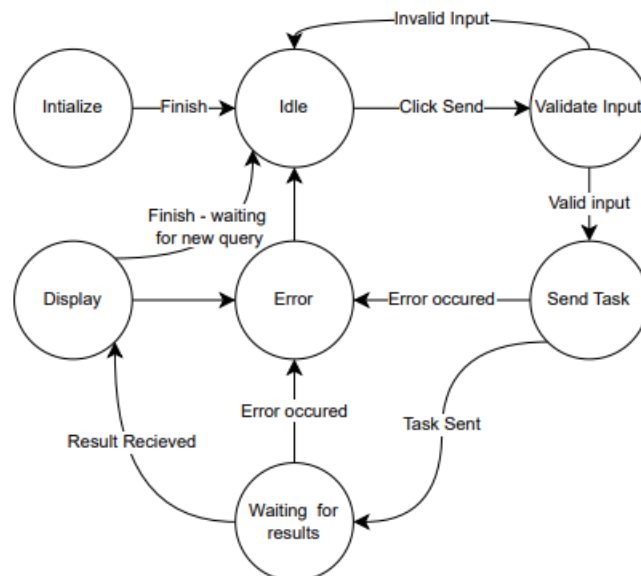 Invalid Input
Intialize
Finish
Idle
Click Send
Validate Input
Finish - waiting
for new query
Valid input
Display
Error
Error occured
Send Task
Error occured
Task Sent
Result Recieved
Waiting for
results